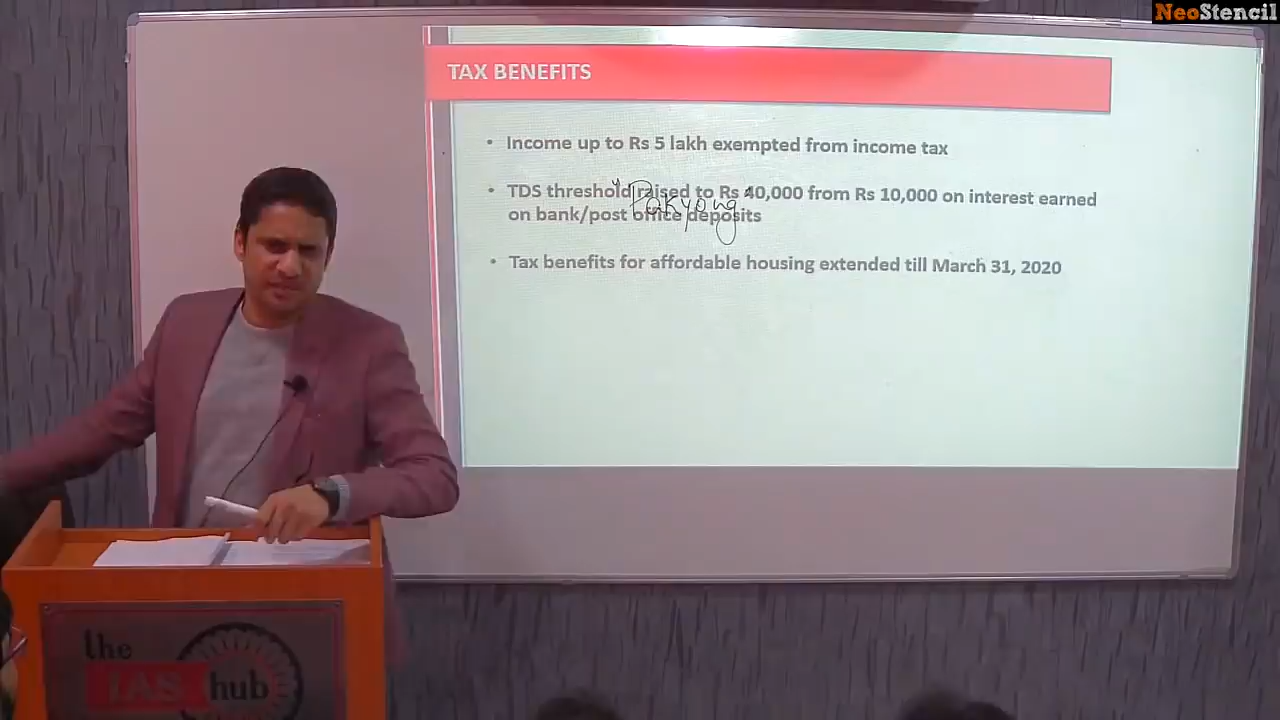 NeoStencil
TAX BENEFITS
• Income up to Rs 5 lakh exempted from income tax
• TDS threshold raised to Rs 40,000 from Rs 10,000 on interest earned
on bank/post office deposits
Pakyong
• Tax benefits for affordable housing extended till March 31, 2020
the
IAS hub